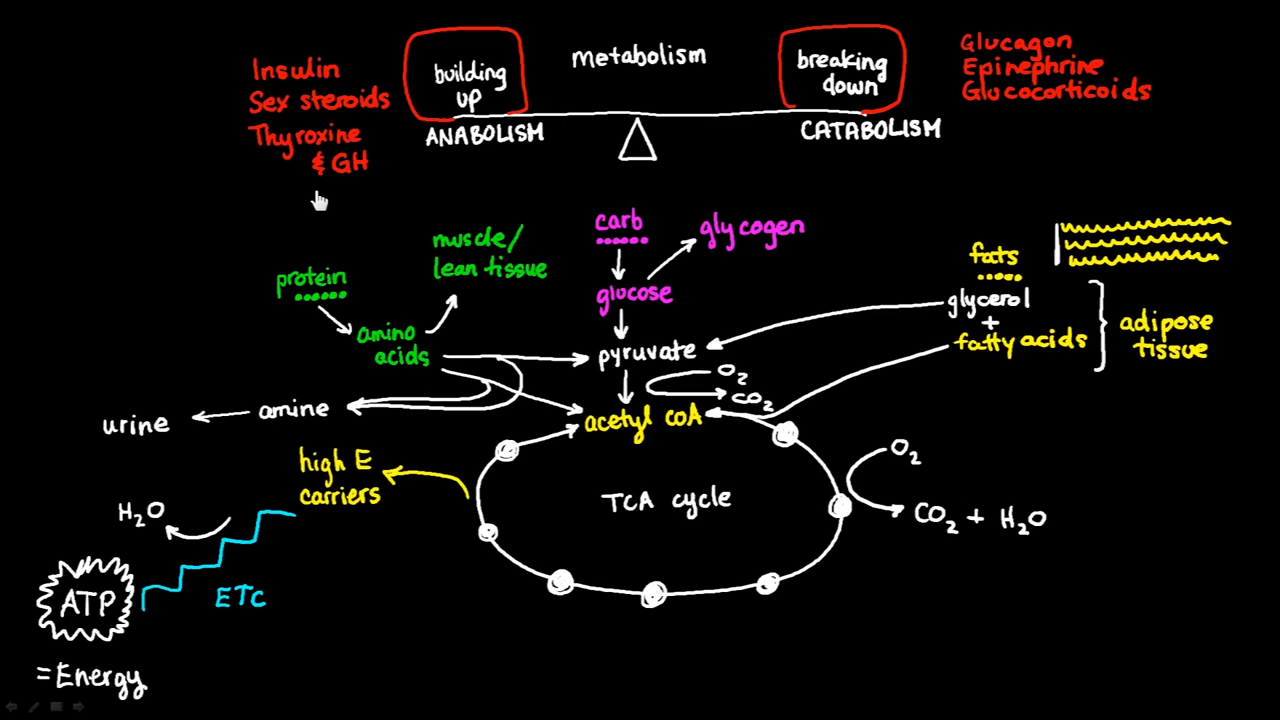 metabolism
Insulin
Sex steroids
Thyroxine
& GH
building
up
ANABOLISM
breaking
down
CATABOLISM
Glucagon
Epinephrine
Glucocorticoids
protein
muscle/
lean tissue
amino
acids
carb
glycogen
glucose
pyruvate
O2
CO2
acetyl coA
fats
glycerol
+
fatty acids
adipose
tissue
urine
amine
high E
carriers
H2O
ATP
ETC
= Energy
TCA cycle
O2
CO2 + H2O